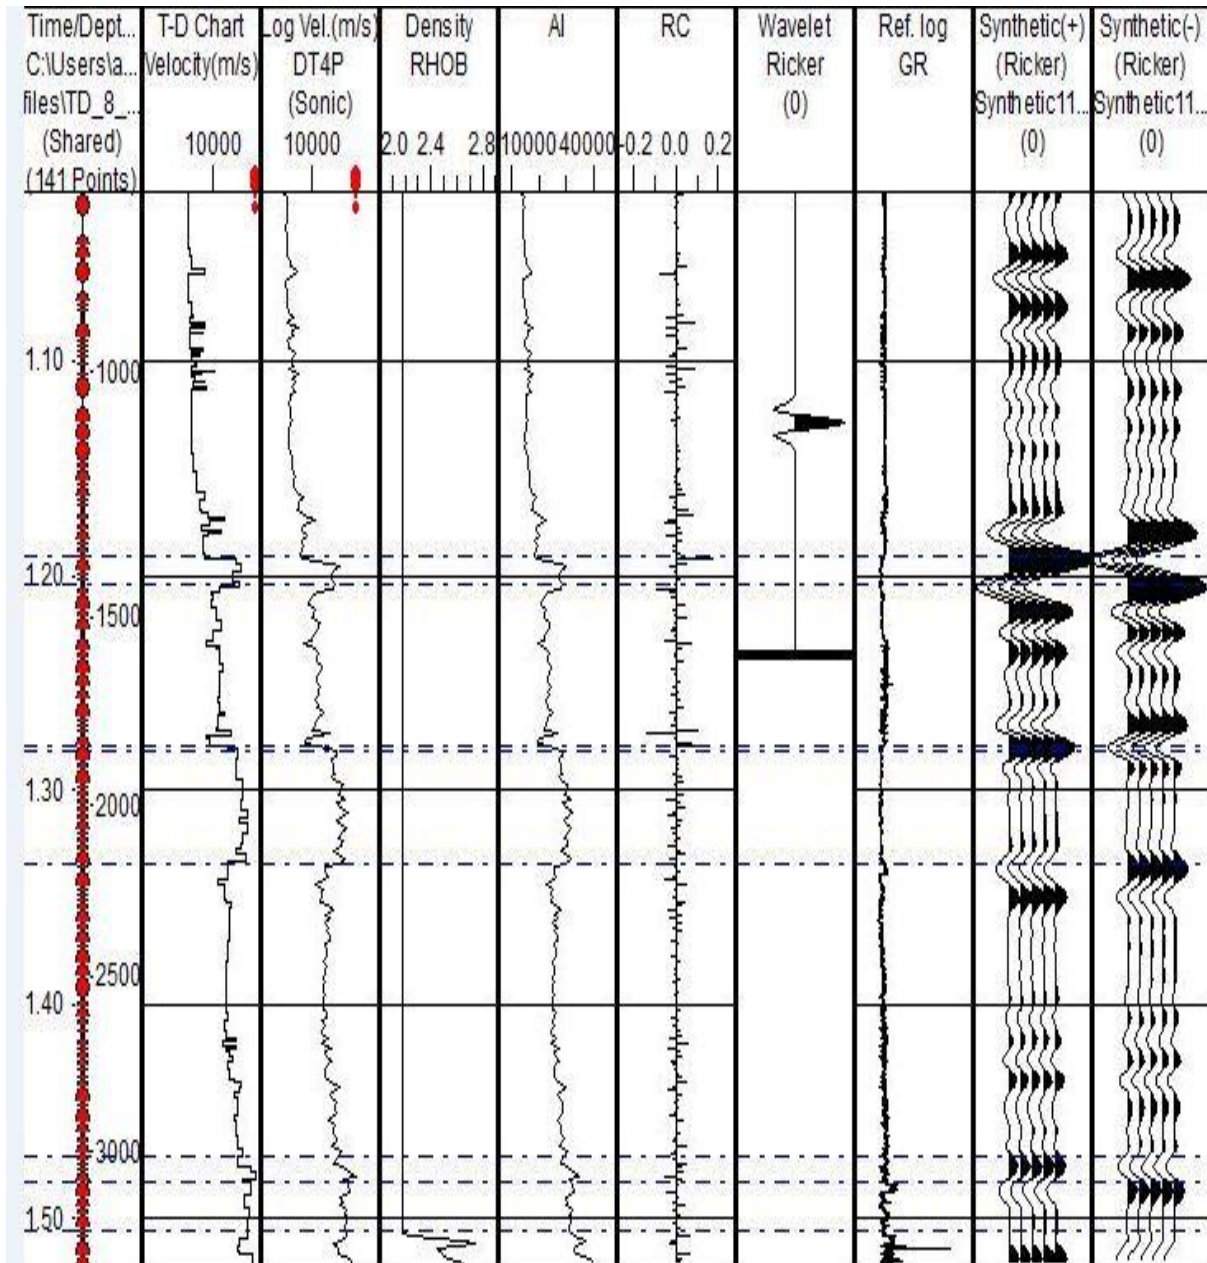 Time/Dept...
C:\Users\a...
files\TD_8_...
(Shared)
(141 Points)
T-D Chart
Velocity(m/s)
10000
Log Vel.(m/s)
DT4P
(Sonic)
10000
Density
RHOB
2.0 2.4 2.8
AI
10000 40000
RC
-0.2 0.0 0.2
Wavelet
Ricker
(0)
Ref. log
GR
Synthetic(+)
(Ricker)
Synthetic11...
(0)
Synthetic(-)
(Ricker)
Synthetic11...
(0)
1.10
1000
1.20
1500
1.30
2000
2500
1.40
3000
1.50